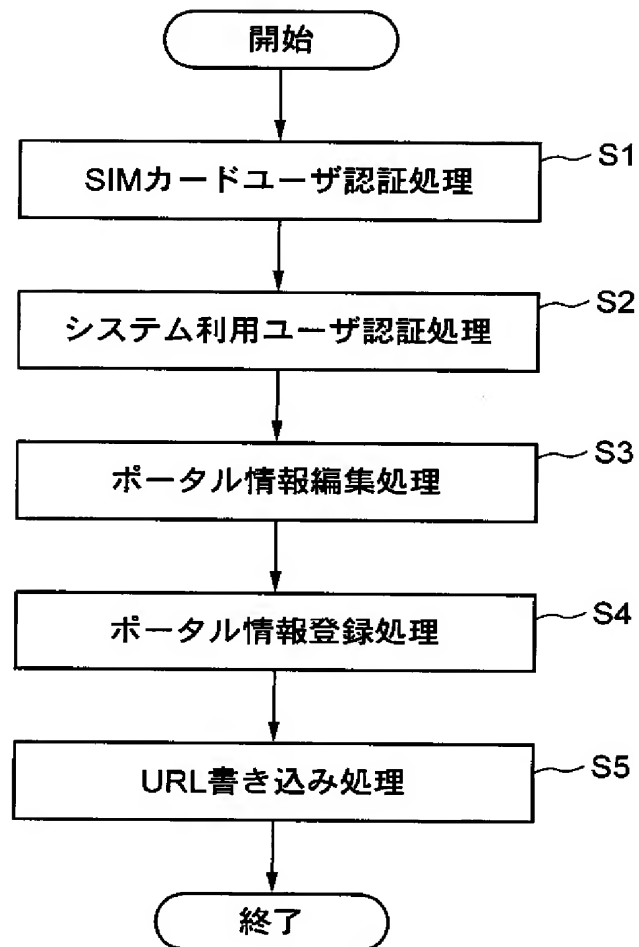 開始
SIMカードユーザ認証処理
S1
システム利用ユーザ認証処理
S2
ポータル情報編集処理
S3
ポータル情報登録処理
S4
URL書き込み処理
S5
終了